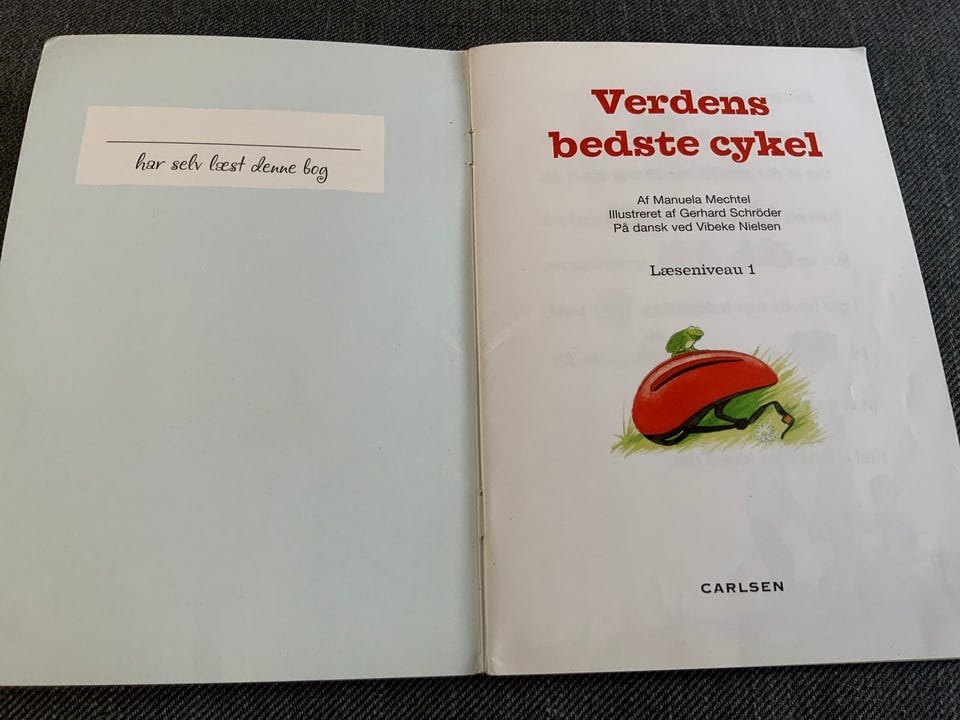 har selv læst denne bog
Verdens
bedste cykel
Af Manuela Mechtel
Illustreret af Gerhard Schröder
På dansk ved Vibeke Nielsen
Læseniveau 1
CARLSEN